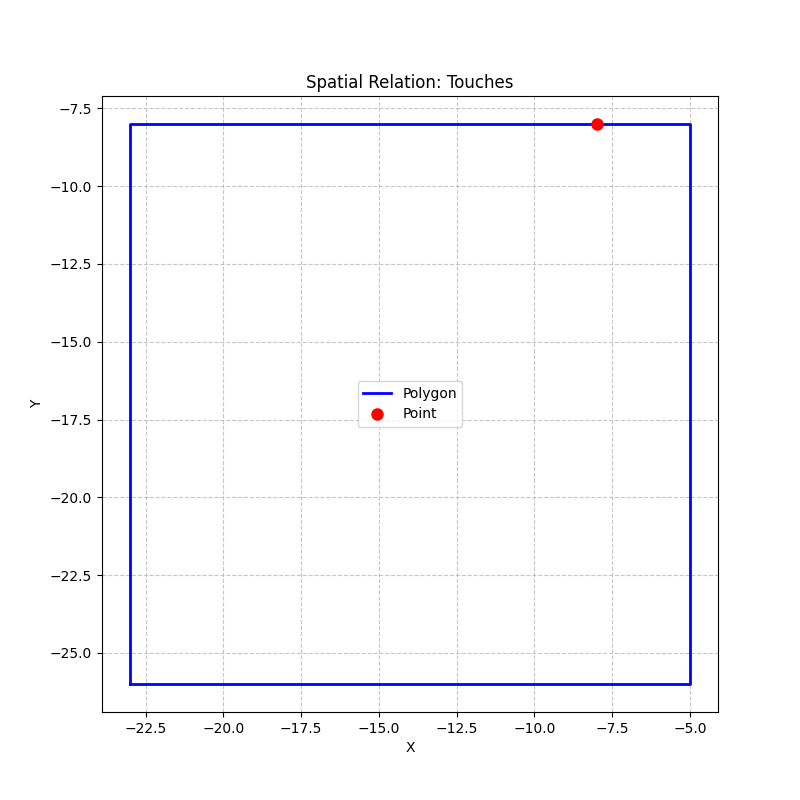 Spatial Relation: Touches
−7.5
−10.0
−12.5
−15.0
−17.5
−20.0
−22.5
−25.0
Y
Polygon
Point
−22.5 −20.0 −17.5 −15.0 −12.5 −10.0 −7.5 −5.0
X